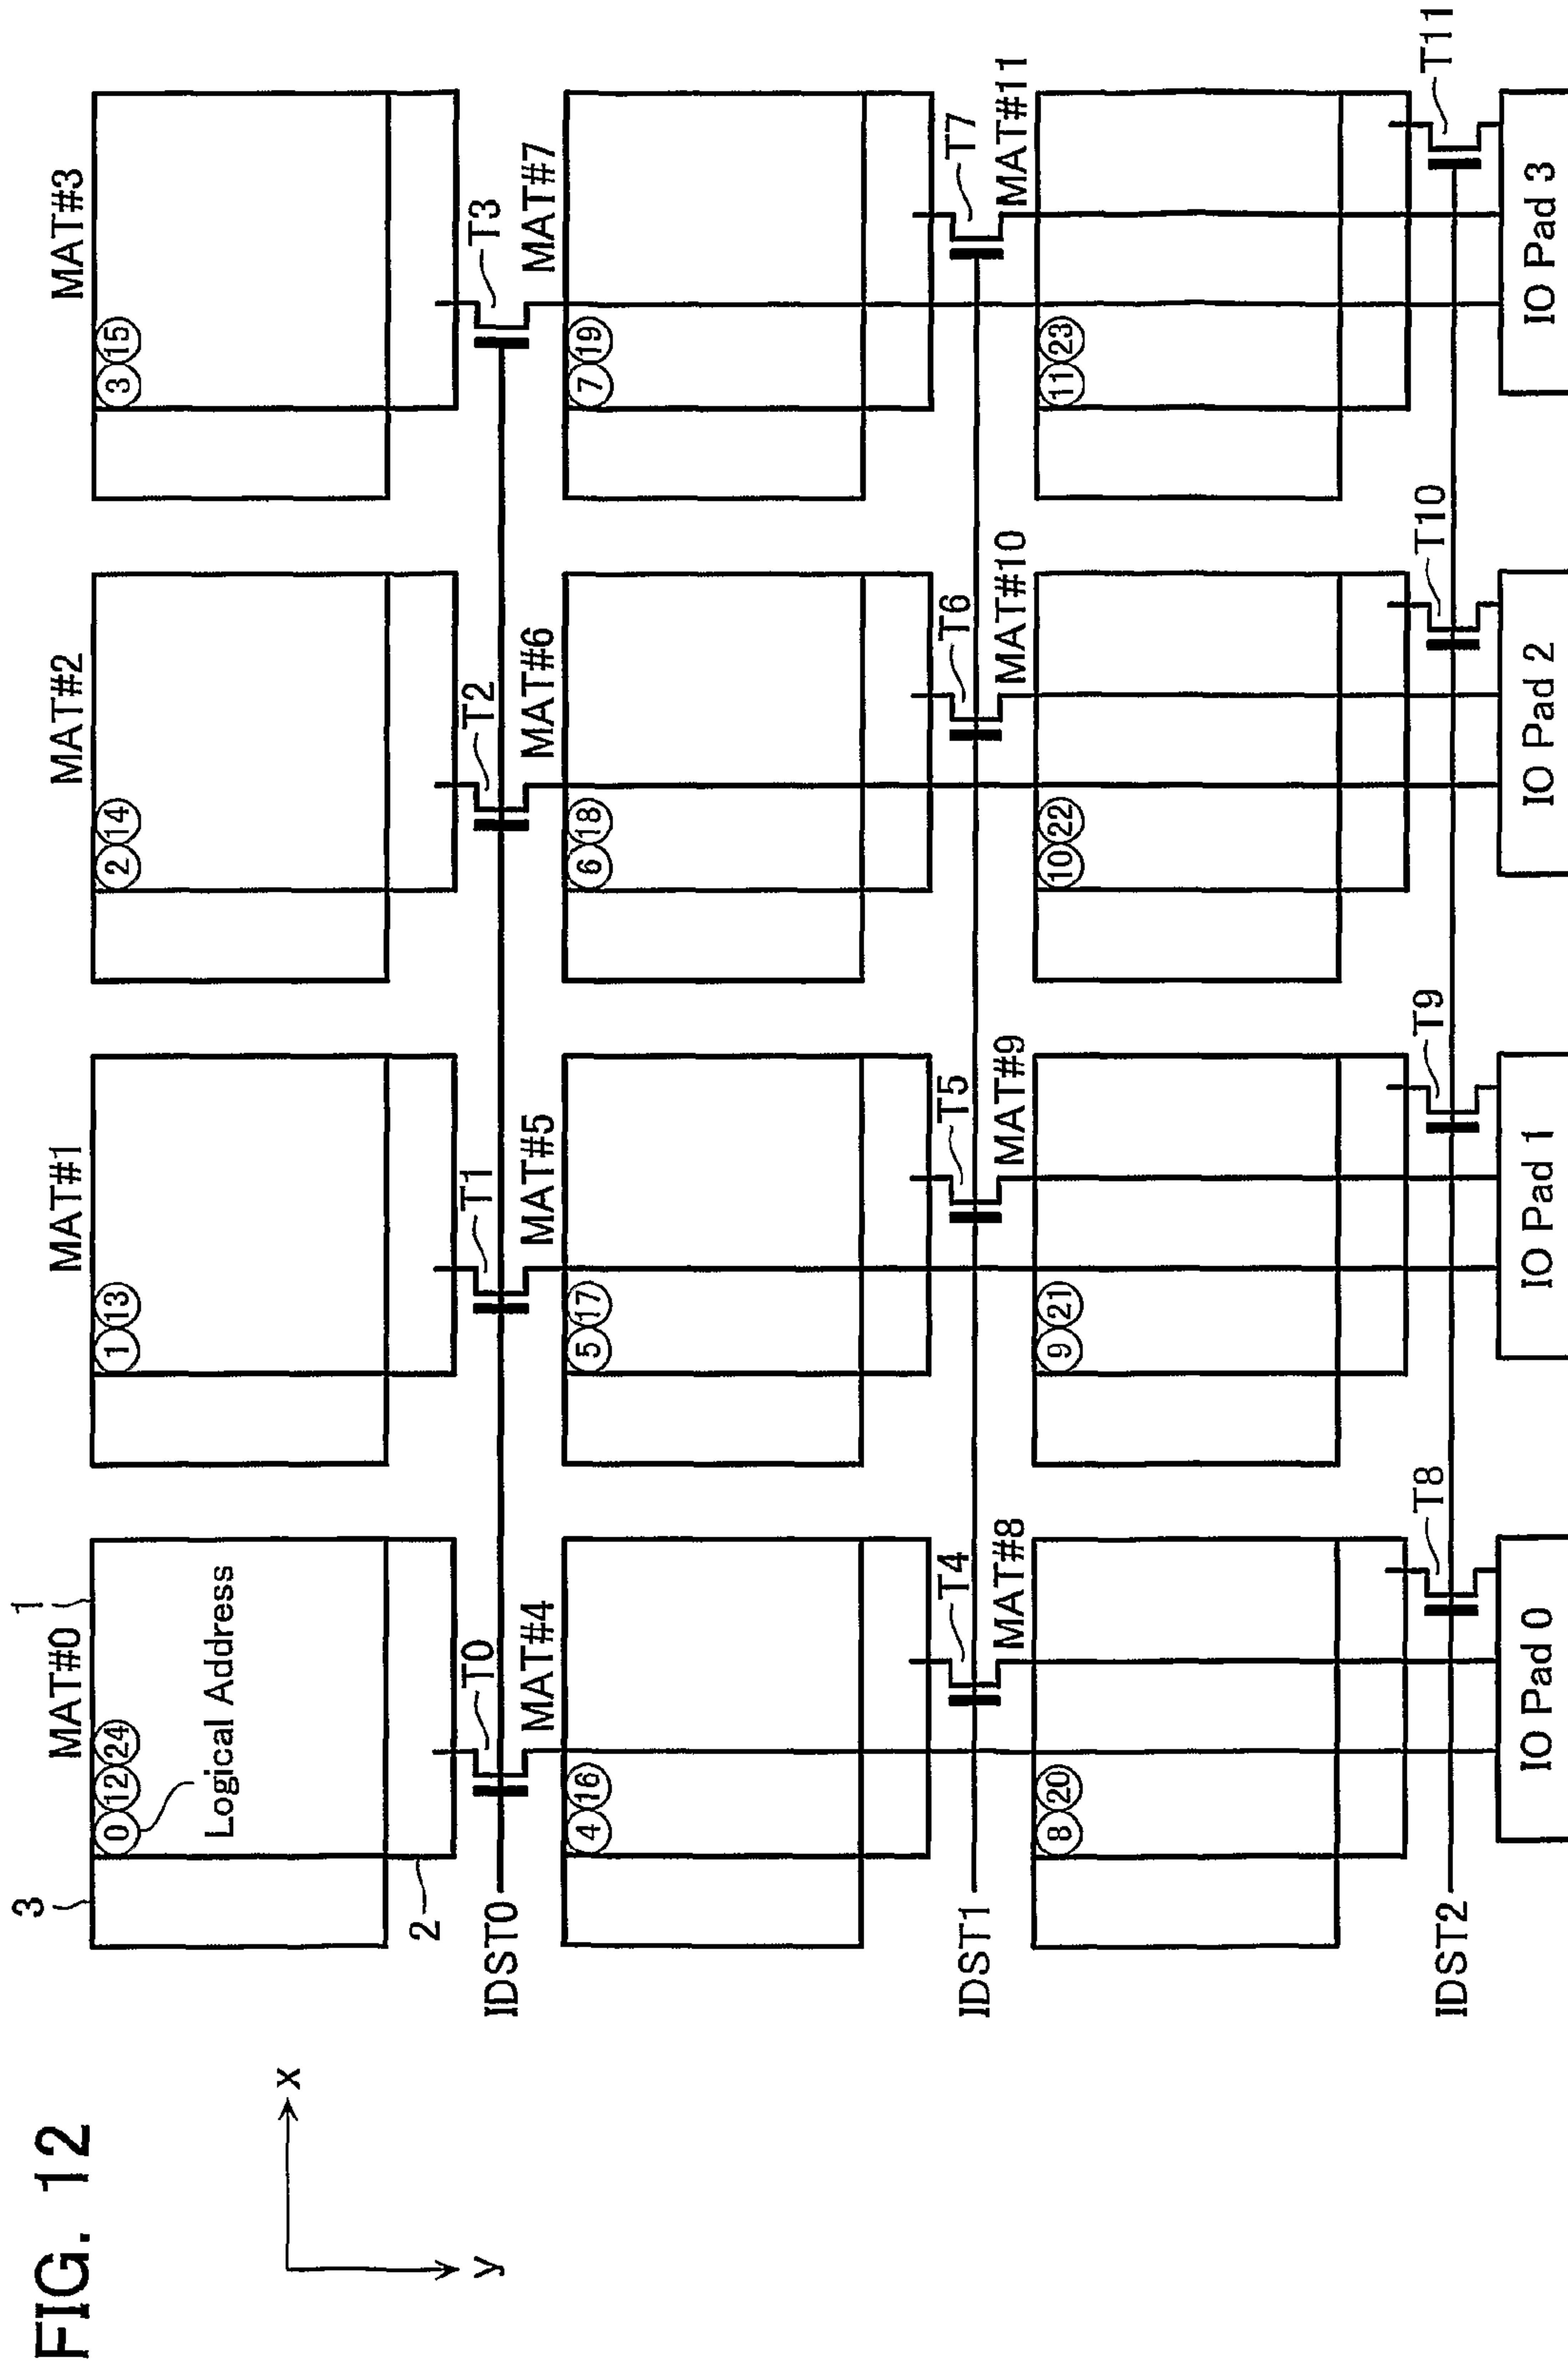 FIG. 12
x
y
3
1
2
MAT#0
MAT#1
MAT#2
MAT#3
0 12 24
1 13
2 14
3 15
Logical Address
T0
T1
T2
T3
IDST0
MAT#4
MAT#5
MAT#6
MAT#7
4 16
5 17
6 18
7 19
T4
T5
T6
T7
IDST1
MAT#8
MAT#9
MAT#10
MAT#11
8 20
9 21
10 22
11 23
T8
T9
T10
T11
IDST2
IO Pad 0
IO Pad 1
IO Pad 2
IO Pad 3